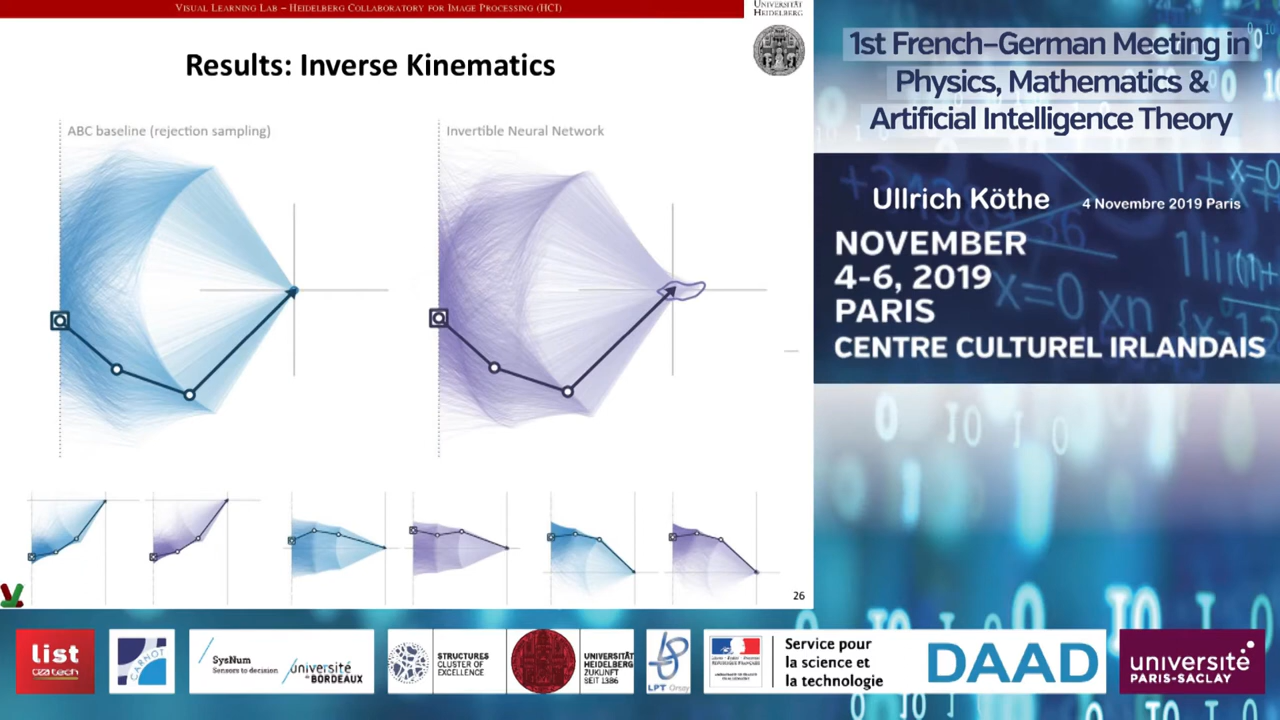 VISUAL LEARNING LAB – HEIDELBERG COLLABORATORY FOR IMAGE PROCESSING (HCI)
UNIVERSITÄT
HEIDELBERG
Results: Inverse Kinematics
ABC baseline (rejection sampling)
Invertible Neural Network
26
1st French–German Meeting in
Physics, Mathematics &
Artificial Intelligence Theory
Ullrich Köthe
4 Novembre 2019 Paris
NOVEMBER
4-6, 2019
PARIS
CENTRE CULTUREL IRLANDAIS
list
CARNOT
SysNum
Sensors to decision
université
de BORDEAUX
STRUCTURES
CLUSTER OF
EXCELLENCE
UNIVERSITÄT
HEIDELBERG
ZUKUNFT
SEIT 1386
LPT Orsay
Service pour
la science et
la technologie
DAAD
université
PARIS-SACLAY